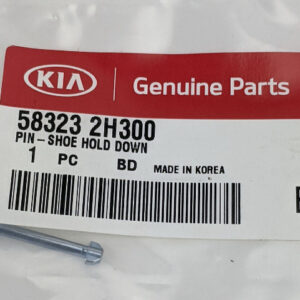 KIA Genuine Parts
58323 2H300
PIN-SHOE HOLD DOWN
1 PC BD MADE IN KOREA